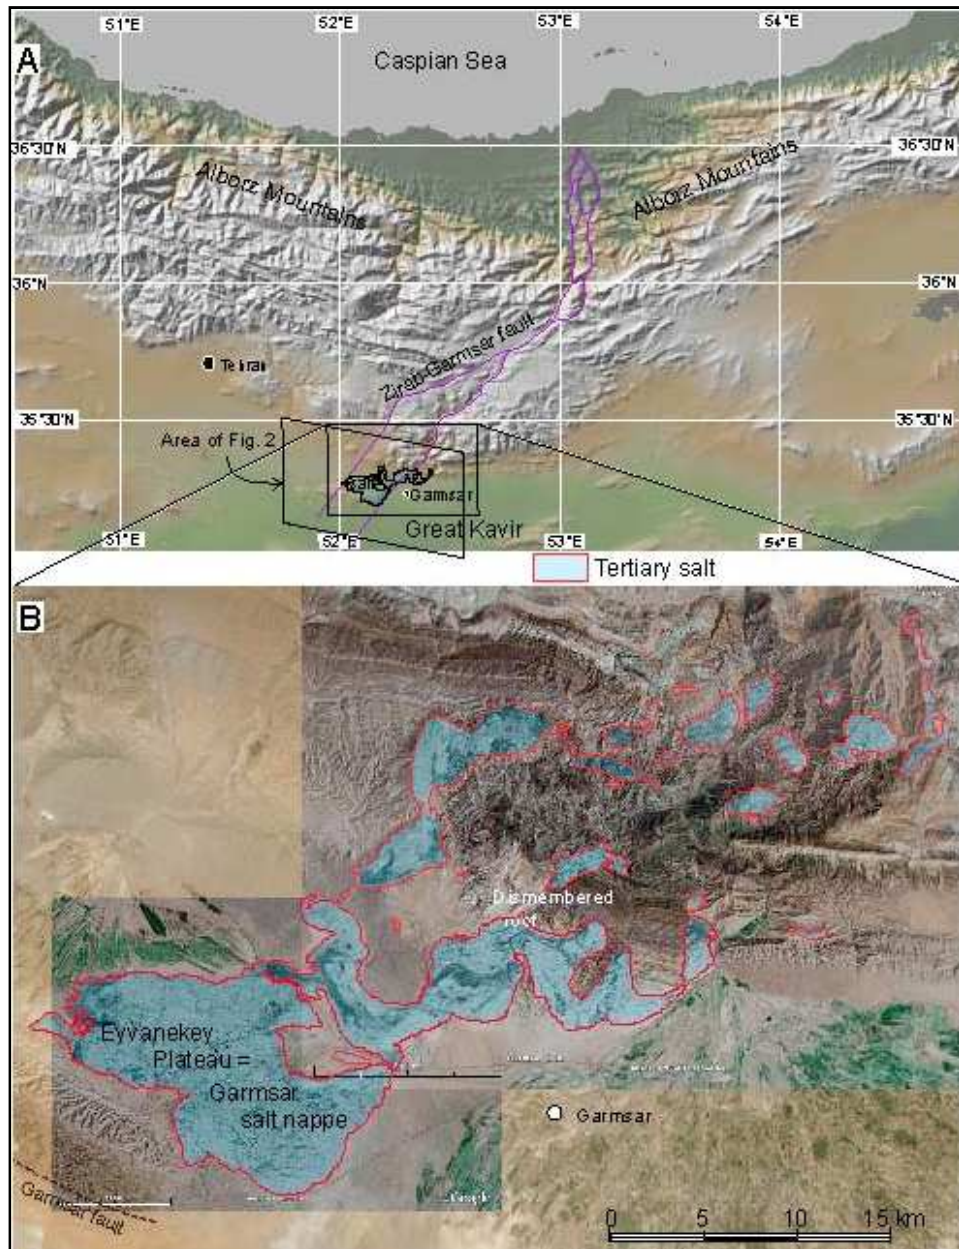 51°E 52°E 53°E 54°E
A
Caspian Sea
36°30'N 36°30'N
Alborz Mountains
Alborz Mountains
36°N 36°N
Zirab-Garmsar fault
Tehran
35°30'N 35°30'N
Area of Fig. 2
Garmsar
Great Kavir
51°E 52°E 53°E 54°E
Tertiary salt
B
Dismembered
roof
Eyvanekey
Plateau =
Garmsar
salt nappe
Garmsar
Garmsar fault
0 5 10 15 km